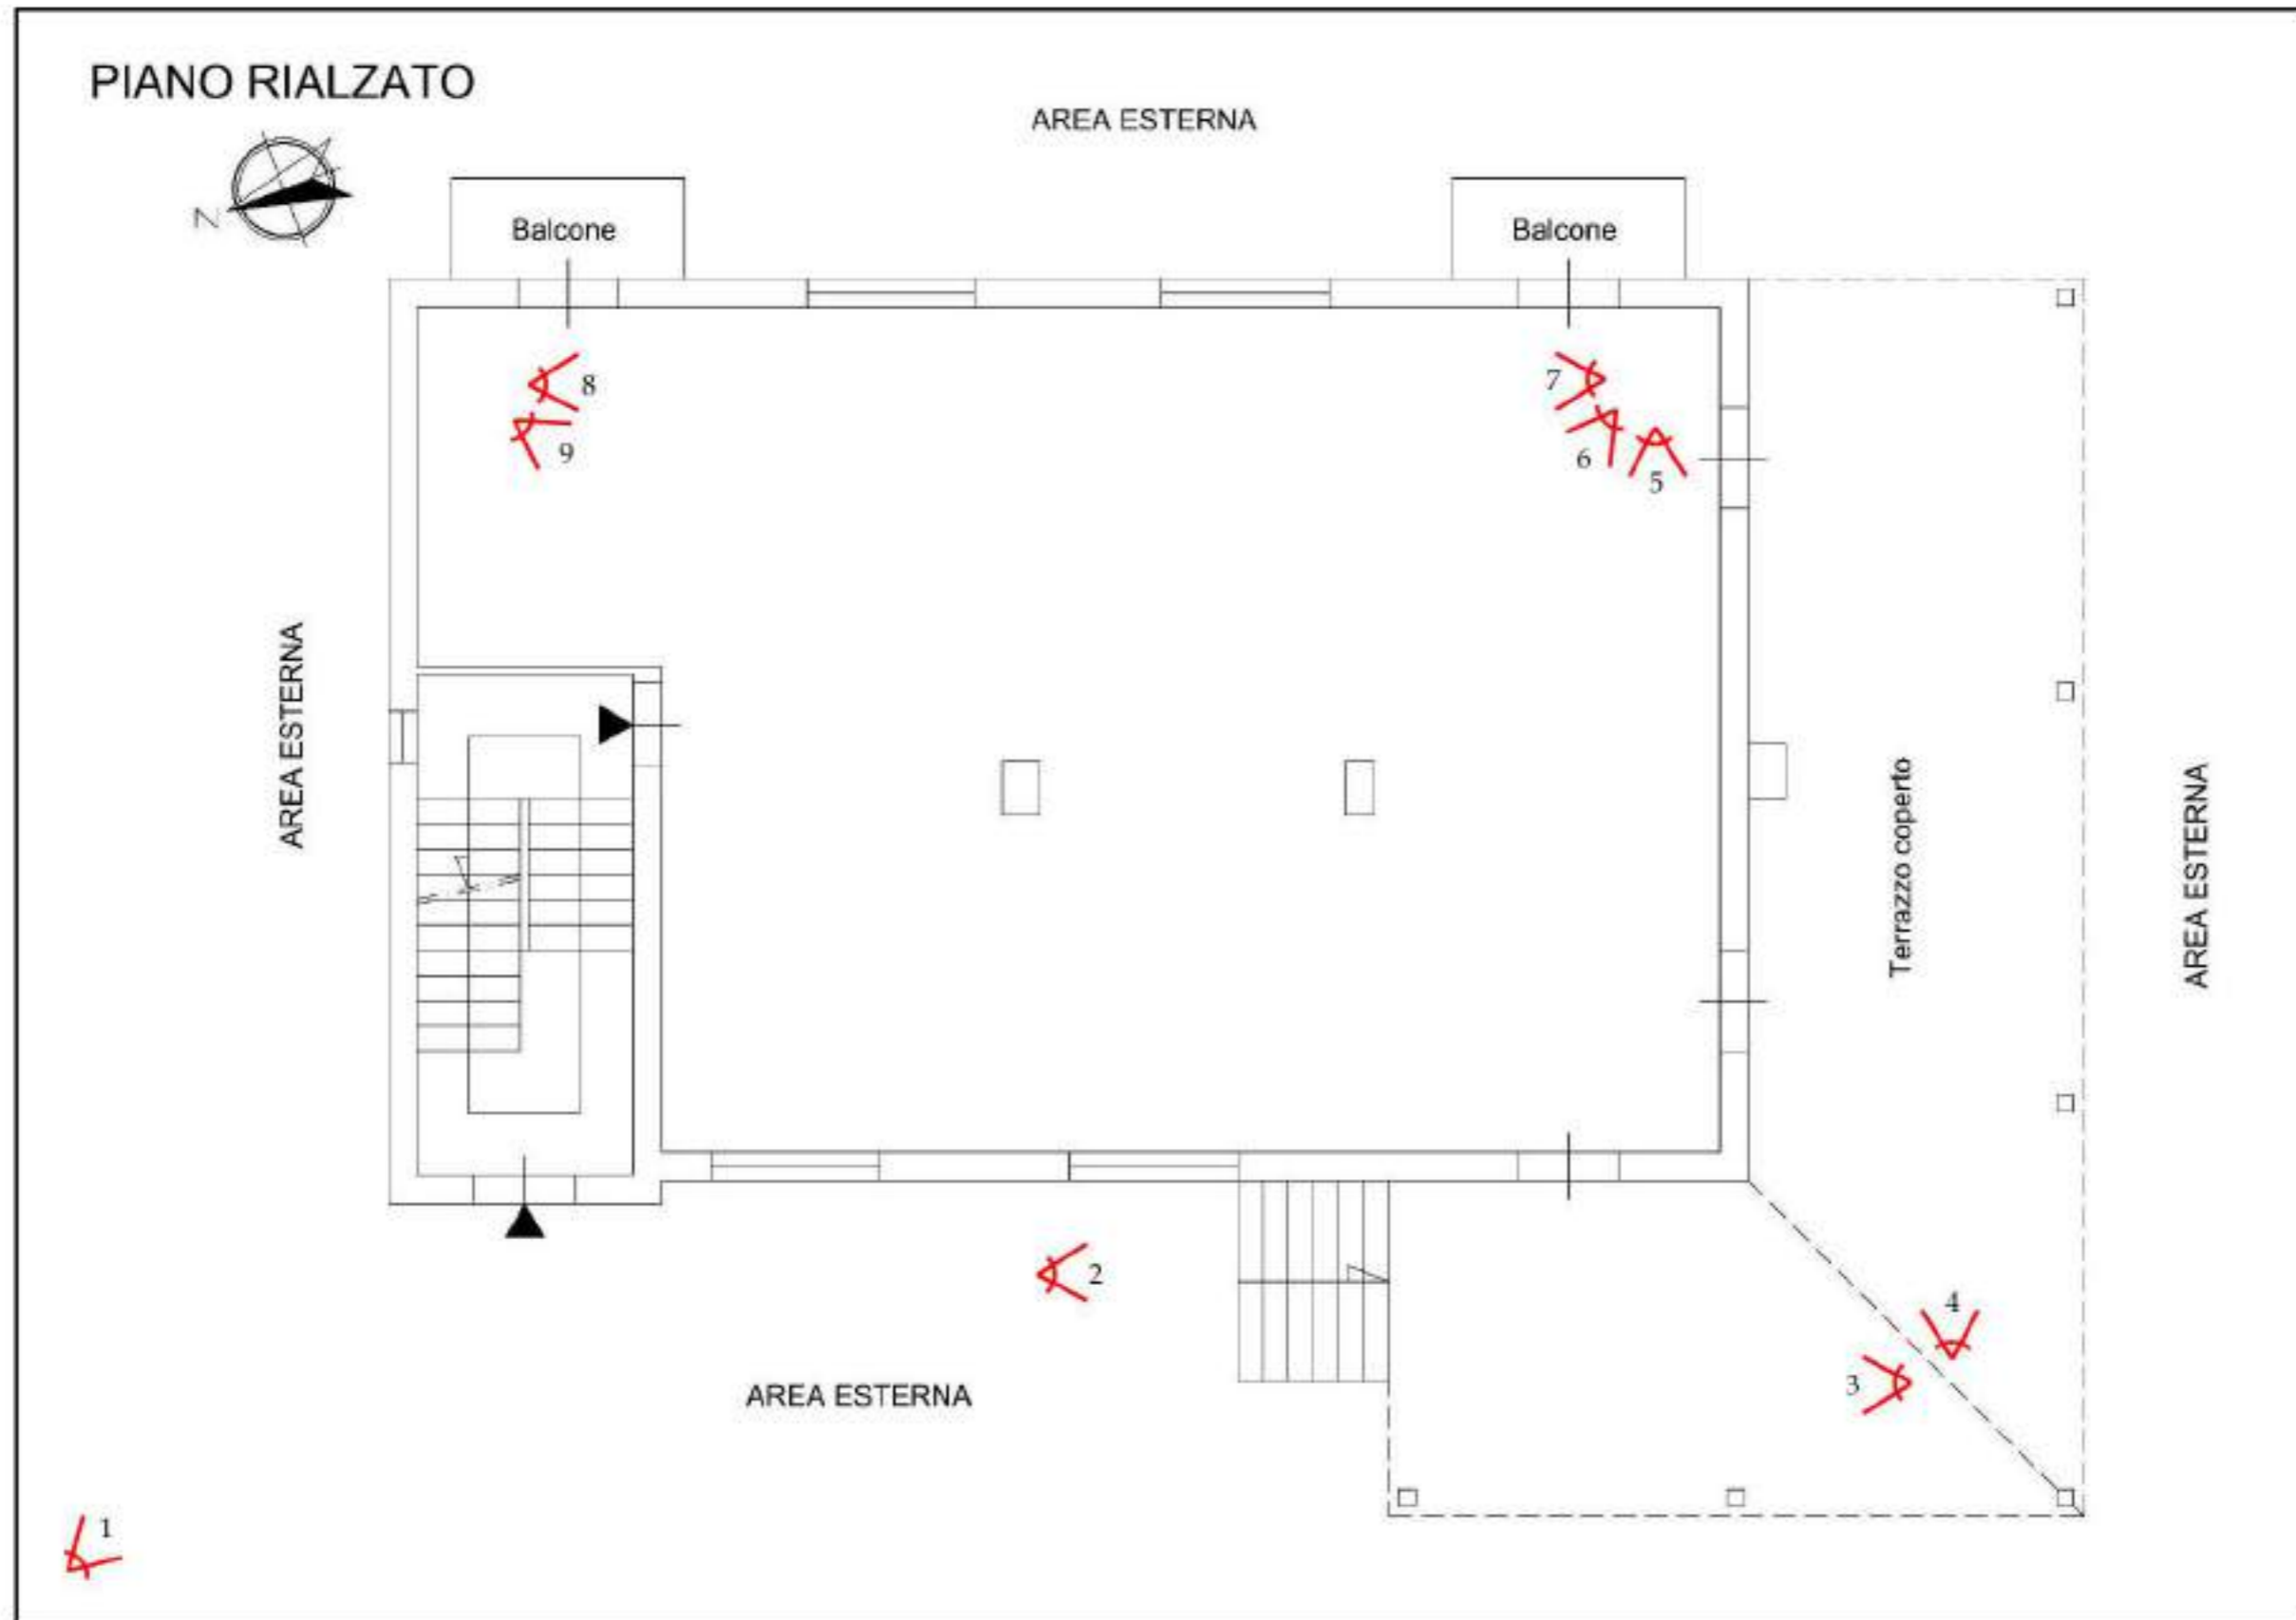 PIANO RIALZATO
AREA ESTERNA
N
Balcone
Balcone
8
7
9
6
5
AREA ESTERNA
Terrazzo coperto
AREA ESTERNA
2
4
3
AREA ESTERNA
1